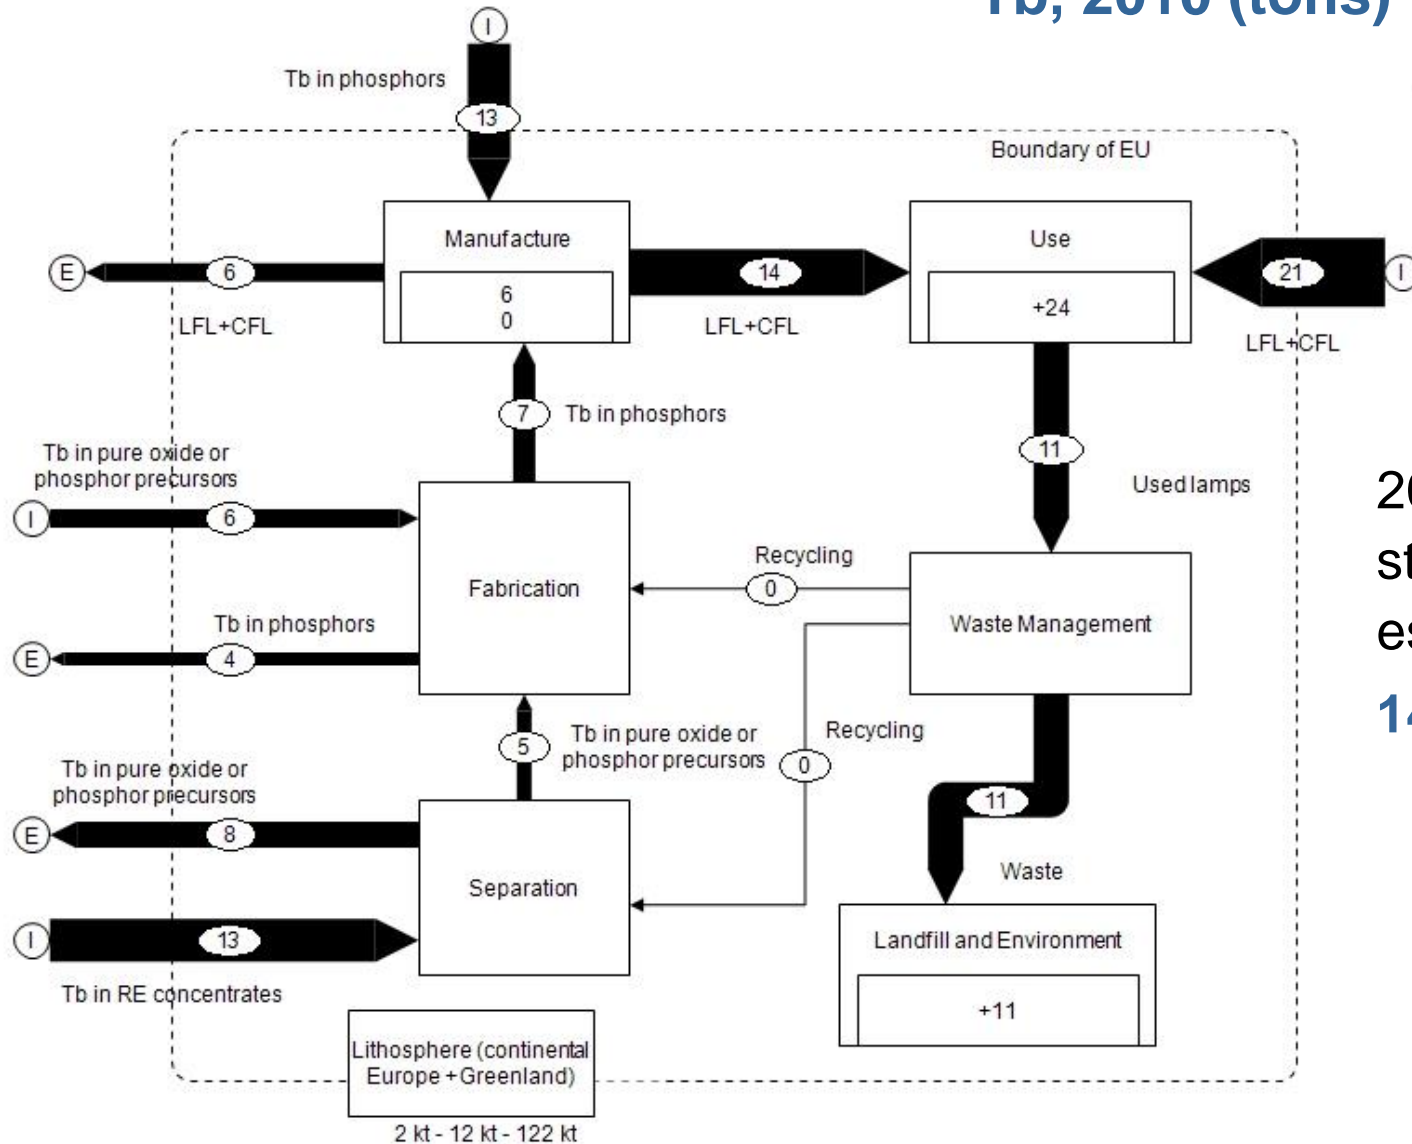 Tb, 2010 (tons)
I
Tb in phosphors
13
Boundary of EU
Manufacture
Use
E
6
6
0
14
+24
21
I
LFL+CFL
LFL+CFL
LFL+CFL
7
Tb in phosphors
11
Tb in pure oxide or
phosphor precursors
Used lamps
I
6
Recycling
Fabrication
0
Tb in phosphors
Waste Management
E
4
Recycling
5
Tb in pure oxide or
phosphor precursors
0
Tb in pure oxide or
phosphor precursors
11
E
8
Waste
Separation
Landfill and Environment
I
13
Tb in RE concentrates
+11
Lithosphere (continental
Europe +Greenland)
2 kt - 12 kt - 122 kt